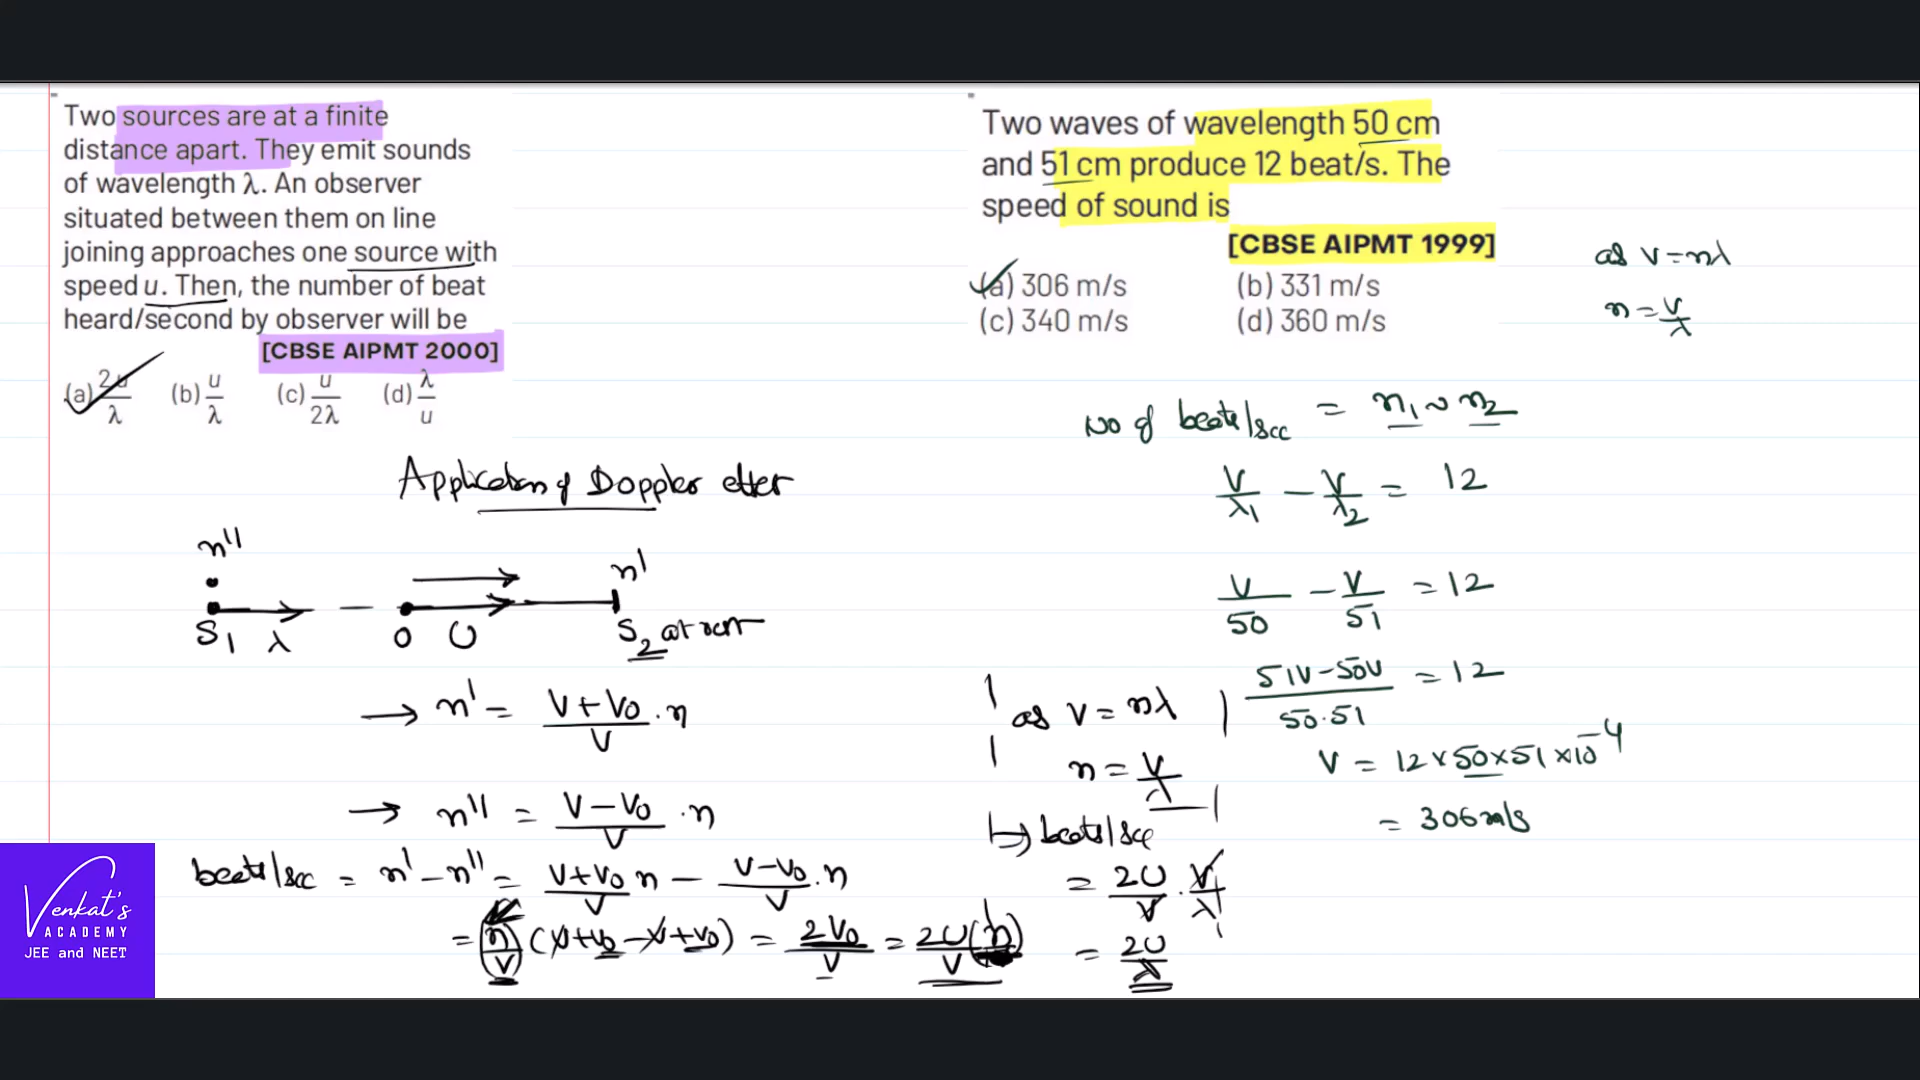 Two sources are at a finite
distance apart. They emit sounds
of wavelength λ. An observer
situated between them on line
joining approaches one source with
speed u. Then, the number of beat
heard/second by observer will be
[CBSE AIPMT 2000]
(a) 2u/λ (b) u/λ (c) u/2λ (d) λ/u
Application of Doppler effer
n'' n'
S1 λ O U S2 at rest
→ n' = V+V0/V . n
→ n'' = V-V0/V . n
beats/sec = n' - n'' = V+V0/V n - V-V0/V . n
= (n/V) (V+V0 - V+V0) = 2V0/V = 2U/V (n)
Two waves of wavelength 50 cm
and 51 cm produce 12 beat/s. The
speed of sound is
[CBSE AIPMT 1999]
(a) 306 m/s (b) 331 m/s
(c) 340 m/s (d) 360 m/s
as V = nλ
n = V/λ
No of beats/sec = n1 ~ n2
V/λ1 - V/λ2 = 12
V/50 - V/51 = 12
51V - 50V/50.51 = 12
V = 12 × 50 × 51 × 10^-4
= 306 m/s
as V = nλ
n = V/λ
↳ beats/sec
= 2U/V . V/λ
= 2U/λ
Venkat's
ACADEMY
JEE and NEET